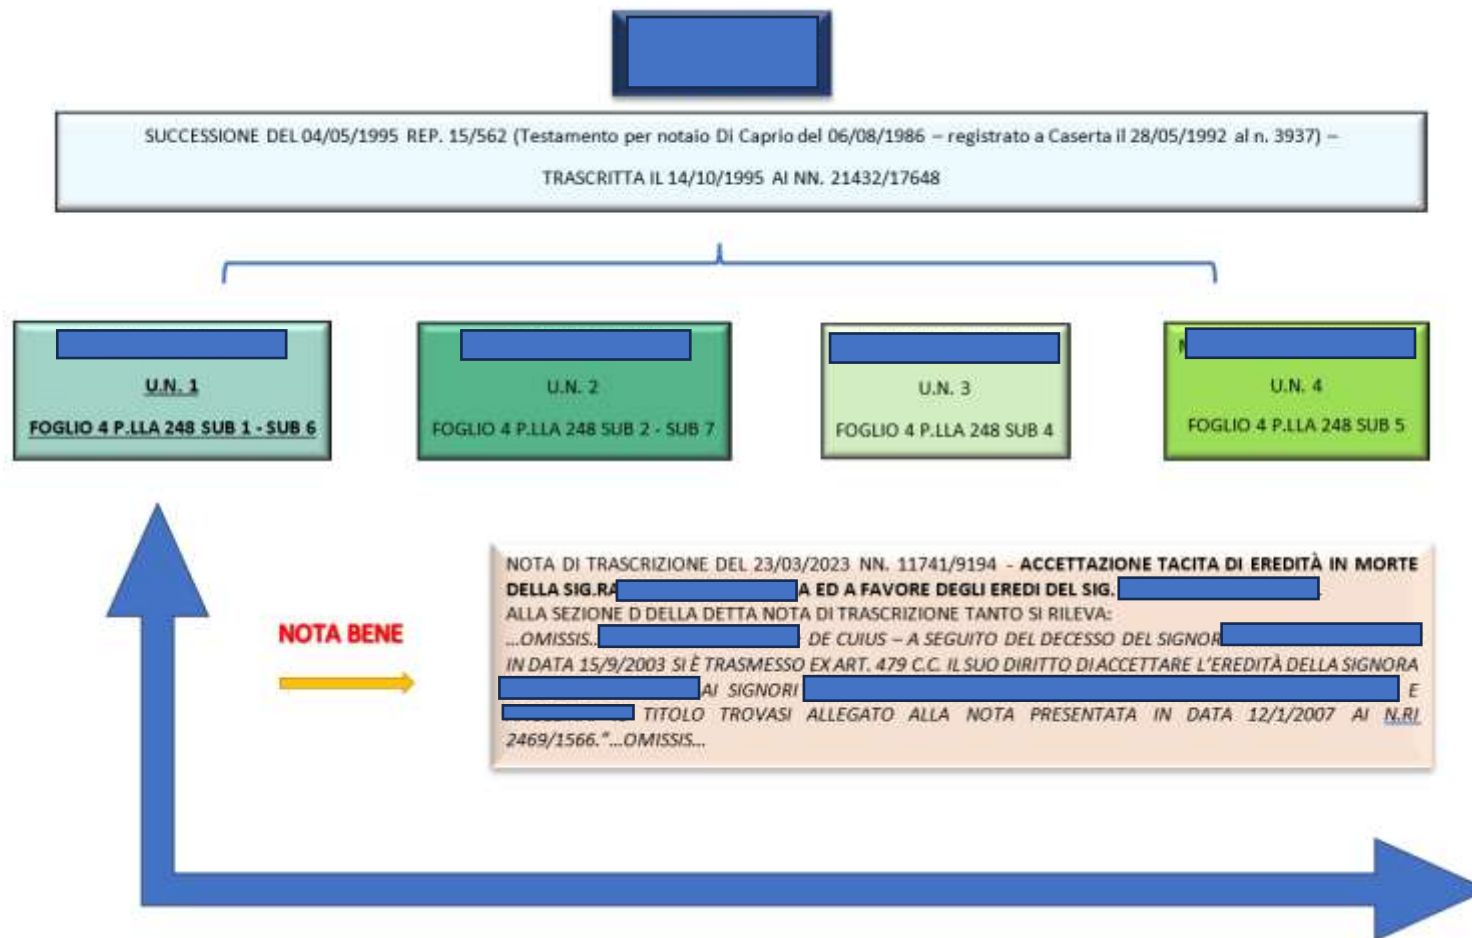 SUCCESSIONE DEL 04/05/1995 REP. 15/562 (Testamento per notaio Di Caprio del 06/08/1986 – registrato a Caserta il 28/05/1992 al n. 3937) –
TRASCRITTA IL 14/10/1995 AI NN. 21432/17648
U.N. 1
FOGLIO 4 P.LLA 248 SUB 1 - SUB 6
U.N. 2
FOGLIO 4 P.LLA 248 SUB 2 - SUB 7
U.N. 3
FOGLIO 4 P.LLA 248 SUB 4
U.N. 4
FOGLIO 4 P.LLA 248 SUB 5
NOTA BENE
NOTA DI TRASCRIZIONE DEL 23/03/2023 NN. 11741/9194 - ACCETTAZIONE TACITA DI EREDITÀ IN MORTE
DELLA SIG.RA A ED A FAVORE DEGLI EREDI DEL SIG.
ALLA SEZIONE D DELLA DETTA NOTA DI TRASCRIZIONE TANTO SI RILEVA:
...OMISSIS.. DE CUIUS – A SEGUITO DEL DECESSO DEL SIGNOR
IN DATA 15/9/2003 SI È TRASMESSO EX ART. 479 C.C. IL SUO DIRITTO DI ACCETTARE L'EREDITÀ DELLA SIGNORA
AI SIGNORI E
TITOLO TROVASI ALLEGATO ALLA NOTA PRESENTATA IN DATA 12/1/2007 AI N.RI
2469/1566."...OMISSIS...